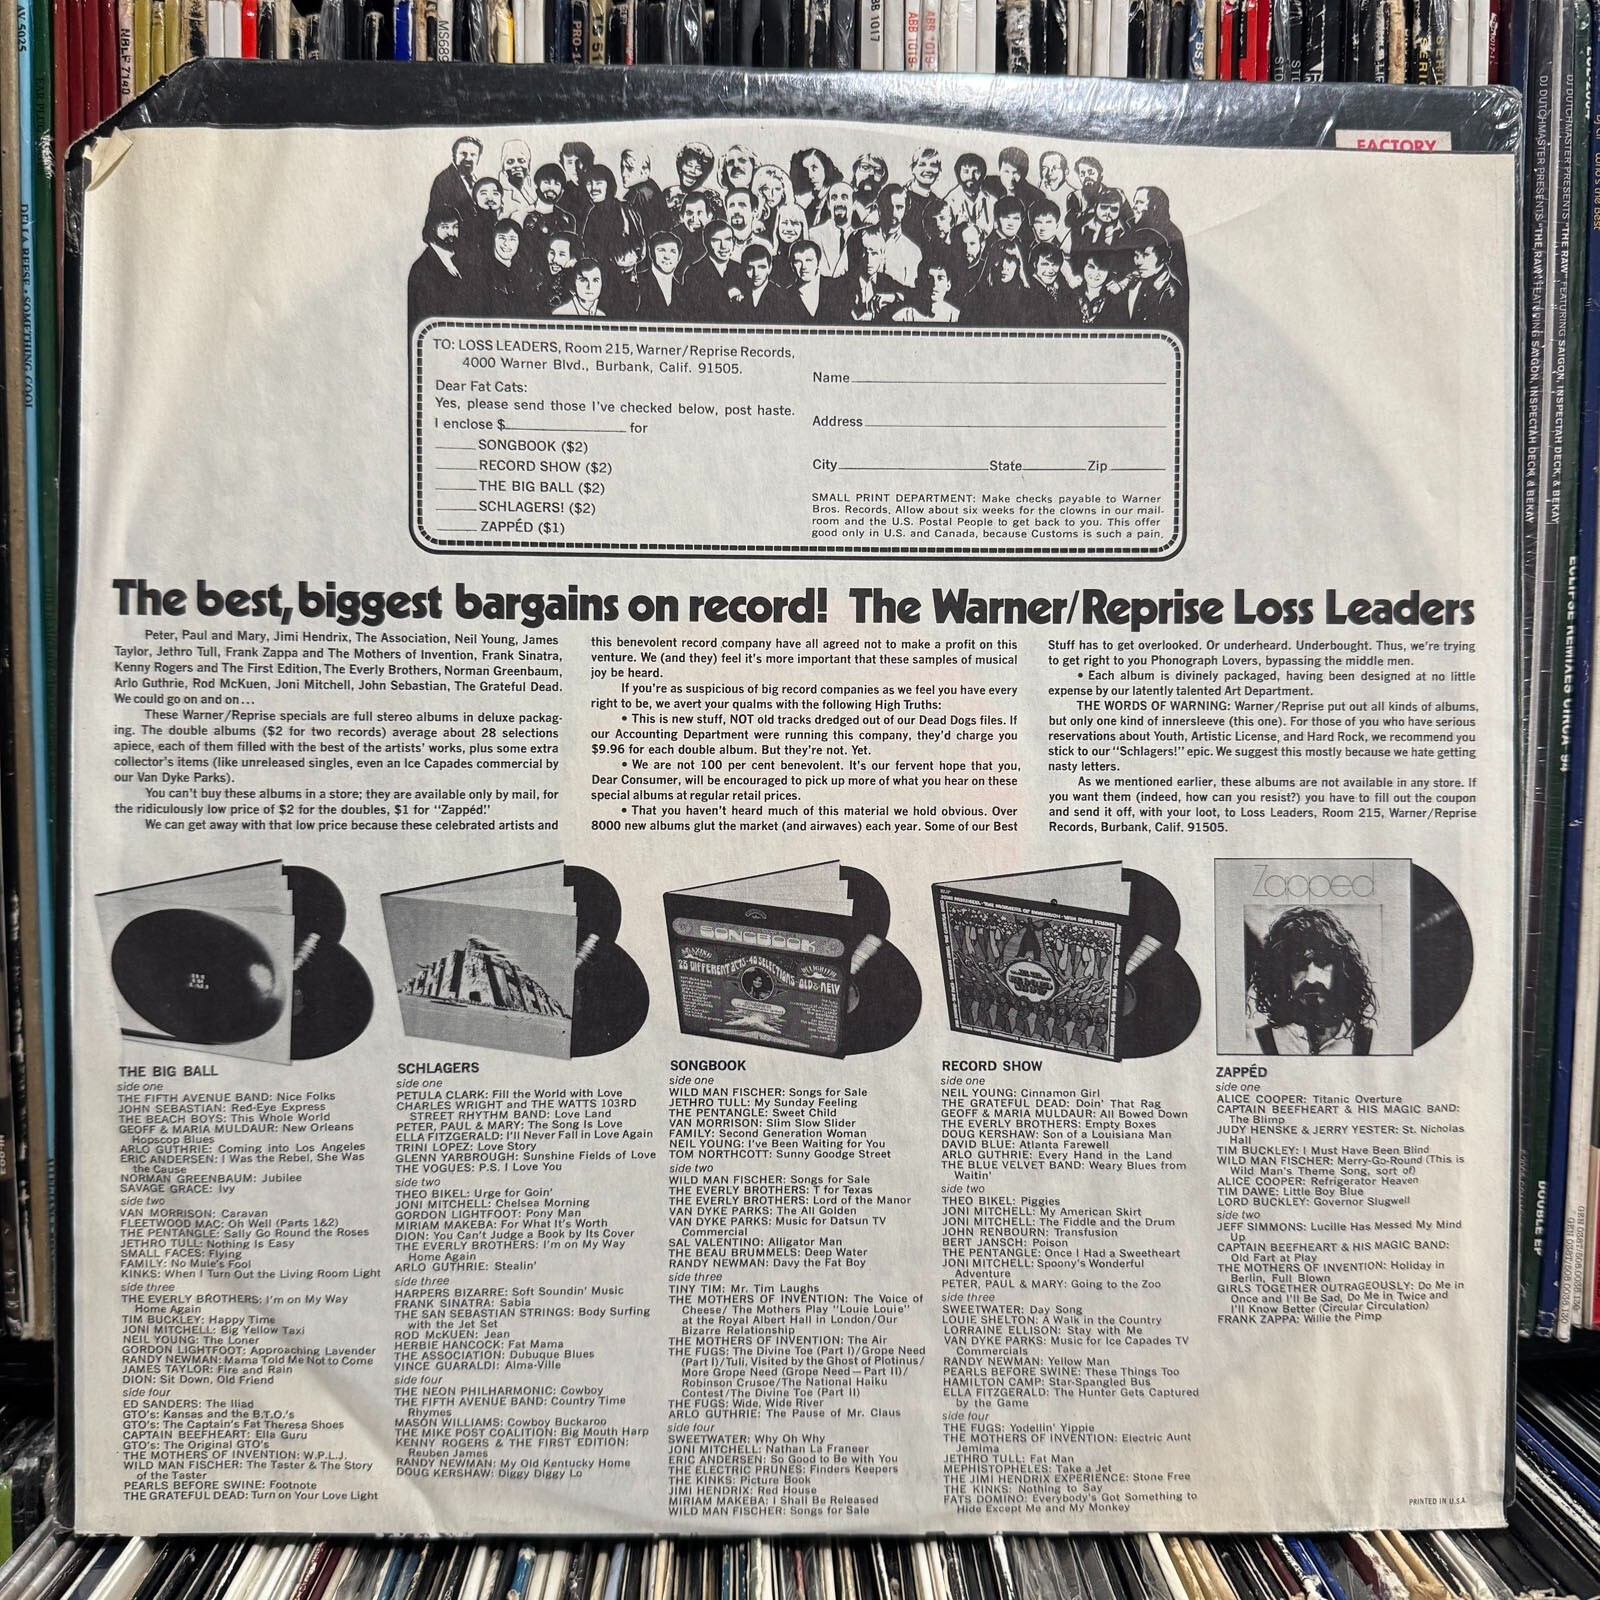 NBLP 7140
DELLA REESE • SOMETHING COOL
FACTORY
TO: LOSS LEADERS, Room 215, Warner/Reprise Records,
4000 Warner Blvd., Burbank, Calif. 91505.
Dear Fat Cats:
Yes, please send those I've checked below, post haste.
I enclose $ for
SONGBOOK ($2)
RECORD SHOW ($2)
THE BIG BALL ($2)
SCHLAGERS! ($2)
ZAPPÉD ($1)
Name
Address
City State Zip
SMALL PRINT DEPARTMENT: Make checks payable to Warner
Bros. Records. Allow about six weeks for the clowns in our mail-
room and the U.S. Postal People to get back to you. This offer
good only in U.S. and Canada, because Customs is such a pain.
The best, biggest bargains on record! The Warner/Reprise Loss Leaders
Peter, Paul and Mary, Jimi Hendrix, The Association, Neil Young, James
Taylor, Jethro Tull, Frank Zappa and The Mothers of Invention, Frank Sinatra,
Kenny Rogers and The First Edition, The Everly Brothers, Norman Greenbaum,
Arlo Guthrie, Rod McKuen, Joni Mitchell, John Sebastian, The Grateful Dead.
We could go on and on...
These Warner/Reprise specials are full stereo albums in deluxe packag-
ing. The double albums ($2 for two records) average about 28 selections
apiece, each of them filled with the best of the artists' works, plus some extra
collector's items (like unreleased singles, even an Ice Capades commercial by
our Van Dyke Parks).
You can't buy these albums in a store; they are available only by mail, for
the ridiculously low price of $2 for the doubles, $1 for "Zappéd."
We can get away with that low price because these celebrated artists and
this benevolent record company have all agreed not to make a profit on this
venture. We (and they) feel it's more important that these samples of musical
joy be heard.
If you're as suspicious of big record companies as we feel you have every
right to be, we avert your qualms with the following High Truths:
• This is new stuff, NOT old tracks dredged out of our Dead Dogs files. If
our Accounting Department were running this company, they'd charge you
$9.96 for each double album. But they're not. Yet.
• We are not 100 per cent benevolent. It's our fervent hope that you,
Dear Consumer, will be encouraged to pick up more of what you hear on these
special albums at regular retail prices.
• That you haven't heard much of this material we hold obvious. Over
8000 new albums glut the market (and airwaves) each year. Some of our Best
Stuff has to get overlooked. Or underheard. Underbought. Thus, we're trying
to get right to you Phonograph Lovers, bypassing the middle men.
• Each album is divinely packaged, having been designed at no little
expense by our latently talented Art Department.
THE WORDS OF WARNING: Warner/Reprise put out all kinds of albums,
but only one kind of innersleeve (this one). For those of you who have serious
reservations about Youth, Artistic License, and Hard Rock, we recommend you
stick to our "Schlagers!" epic. We suggest this mostly because we hate getting
nasty letters.
As we mentioned earlier, these albums are not available in any store. If
you want them (indeed, how can you resist?) you have to fill out the coupon
and send it off, with your loot, to Loss Leaders, Room 215, Warner/Reprise
Records, Burbank, Calif. 91505.
SONGBOOK
25 DIFFERENT ACTS - 40 SELECTIONS
OLD & NEW
Zapped
THE BIG BALL
side one
THE FIFTH AVENUE BAND: Nice Folks
JOHN SEBASTIAN: Red-Eye Express
THE BEACH BOYS: This Whole World
GEOFF & MARIA MULDAUR: New Orleans
Hopscop Blues
ARLO GUTHRIE: Coming into Los Angeles
ERIC ANDERSEN: I Was the Rebel, She Was
the Cause
NORMAN GREENBAUM: Jubilee
SAVAGE GRACE: Ivy
side two
VAN MORRISON: Caravan
FLEETWOOD MAC: Oh Well (Parts 1&2)
THE PENTANGLE: Sally Go Round the Roses
JETHRO TULL: Nothing Is Easy
SMALL FACES: Flying
FAMILY: No Mule's Fool
KINKS: When I Turn Out the Living Room Light
side three
THE EVERLY BROTHERS: I'm on My Way
Home Again
TIM BUCKLEY: Happy Time
JONI MITCHELL: Big Yellow Taxi
NEIL YOUNG: The Loner
GORDON LIGHTFOOT: Approaching Lavender
RANDY NEWMAN: Mama Told Me Not to Come
JAMES TAYLOR: Fire and Rain
DION: Sit Down, Old Friend
side four
ED SANDERS: The Iliad
GTO's: Kansas and the B.T.O.'s
GTO's: The Captain's Fat Theresa Shoes
CAPTAIN BEEFHEART: Ella Guru
GTO's: The Original GTO's
THE MOTHERS OF INVENTION: W.P.L.J.
WILD MAN FISCHER: The Taster & The Story
of the Taster
PEARLS BEFORE SWINE: Footnote
THE GRATEFUL DEAD: Turn on Your Love Light
SCHLAGERS
side one
PETULA CLARK: Fill the World with Love
CHARLES WRIGHT and THE WATTS 103RD
STREET RHYTHM BAND: Love Land
PETER, PAUL & MARY: The Song Is Love
ELLA FITZGERALD: I'll Never Fall in Love Again
TRINI LOPEZ: Love Story
GLENN YARBROUGH: Sunshine Fields of Love
THE VOGUES: P.S. I Love You
side two
THEO BIKEL: Urge for Goin'
JONI MITCHELL: Chelsea Morning
GORDON LIGHTFOOT: Pony Man
MIRIAM MAKEBA: For What It's Worth
DION: You Can't Judge a Book by Its Cover
THE EVERLY BROTHERS: I'm on My Way
Home Again
ARLO GUTHRIE: Stealin'
side three
HARPERS BIZARRE: Soft Soundin' Music
FRANK SINATRA: Sabia
THE SAN SEBASTIAN STRINGS: Body Surfing
with the Jet Set
ROD McKUEN: Jean
HERBIE HANCOCK: Fat Mama
THE ASSOCIATION: Dubuque Blues
VINCE GUARALDI: Alma-Ville
side four
THE NEON PHILHARMONIC: Cowboy
THE FIFTH AVENUE BAND: Country Time
Rhymes
MASON WILLIAMS: Cowboy Buckaroo
THE MIKE POST COALITION: Big Mouth Harp
KENNY ROGERS & THE FIRST EDITION:
Reuben James
RANDY NEWMAN: My Old Kentucky Home
DOUG KERSHAW: Diggy Diggy Lo
SONGBOOK
side one
WILD MAN FISCHER: Songs for Sale
JETHRO TULL: My Sunday Feeling
THE PENTANGLE: Sweet Child
VAN MORRISON: Slim Slow Slider
FAMILY: Second Generation Woman
NEIL YOUNG: I've Been Waiting for You
TOM NORTHCOTT: Sunny Goodge Street
side two
WILD MAN FISCHER: Songs for Sale
THE EVERLY BROTHERS: T for Texas
THE EVERLY BROTHERS: Lord of the Manor
VAN DYKE PARKS: The All Golden
VAN DYKE PARKS: Music for Datsun TV
Commercial
SAL VALENTINO: Alligator Man
THE BEAU BRUMMELS: Deep Water
RANDY NEWMAN: Davy the Fat Boy
side three
TINY TIM: Mr. Tim Laughs
THE MOTHERS OF INVENTION: The Voice of
Cheese/ The Mothers Play "Louie Louie"
at the Royal Albert Hall in London/Our
Bizarre Relationship
THE MOTHERS OF INVENTION: The Air
THE FUGS: The Divine Toe (Part I)/Grope Need
(Part I)/Tuli, Visited by the Ghost of Plotinus/
More Grope Need (Grope Need—Part II)/
Robinson Crusoe/The National Haiku
Contest/The Divine Toe (Part II)
THE FUGS: Wide, Wide River
ARLO GUTHRIE: The Pause of Mr. Claus
side four
SWEETWATER: Why Oh Why
JONI MITCHELL: Nathan La Franeer
ERIC ANDERSEN: So Good to Be with You
THE ELECTRIC PRUNES: Finders Keepers
THE KINKS: Picture Book
JIMI HENDRIX: Red House
MIRIAM MAKEBA: I Shall Be Released
WILD MAN FISCHER: Songs for Sale
RECORD SHOW
side one
NEIL YOUNG: Cinnamon Girl
THE GRATEFUL DEAD: Doin' That Rag
GEOFF & MARIA MULDAUR: All Bowed Down
THE EVERLY BROTHERS: Empty Boxes
DOUG KERSHAW: Son of a Louisiana Man
DAVID BLUE: Atlanta Farewell
ARLO GUTHRIE: Every Hand in the Land
THE BLUE VELVET BAND: Weary Blues from
Waitin'
side two
THEO BIKEL: Piggies
JONI MITCHELL: My American Skirt
JONI MITCHELL: The Fiddle and the Drum
JOHN RENBOURN: Transfusion
BERT JANSCH: Poison
THE PENTANGLE: Once I Had a Sweetheart
JONI MITCHELL: Spoony's Wonderful
Adventure
PETER, PAUL & MARY: Going to the Zoo
side three
SWEETWATER: Day Song
LOUIE SHELTON: A Walk in the Country
LORRAINE ELLISON: Stay with Me
VAN DYKE PARKS: Music for Ice Capades TV
Commercials
RANDY NEWMAN: Yellow Man
PEARLS BEFORE SWINE: These Things Too
HAMILTON CAMP: Star-Spangled Bus
ELLA FITZGERALD: The Hunter Gets Captured
by the Game
side four
THE FUGS: Yodellin' Yippie
THE MOTHERS OF INVENTION: Electric Aunt
Jemima
JETHRO TULL: Fat Man
MEPHISTOPHELES: Take a Jet
THE JIMI HENDRIX EXPERIENCE: Stone Free
THE KINKS: Nothing to Say
FATS DOMINO: Everybody's Got Something to
Hide Except Me and My Monkey
ZAPPÉD
side one
ALICE COOPER: Titanic Overture
CAPTAIN BEEFHEART & HIS MAGIC BAND:
The Blimp
JUDY HENSKE & JERRY YESTER: St. Nicholas
Hall
TIM BUCKLEY: I Must Have Been Blind
WILD MAN FISCHER: Merry-Go-Round (This is
Wild Man's Theme Song, sort of)
ALICE COOPER: Refrigerator Heaven
TIM DAWE: Little Boy Blue
LORD BUCKLEY: Governor Slugwell
side two
JEFF SIMMONS: Lucille Has Messed My Mind
Up
CAPTAIN BEEFHEART & HIS MAGIC BAND:
Old Fart at Play
THE MOTHERS OF INVENTION: Holiday in
Berlin, Full Blown
GIRLS TOGETHER OUTRAGEOUSLY: Do Me in
Once and I'll Be Sad, Do Me in Twice and
I'll Know Better (Circular Circulation)
FRANK ZAPPA: Willie the Pimp
PRINTED IN U.S.A.
DJ DUTCHMASTER PRESENTS "THE RAW" FEATURING SAIGON, INSPECTAH DECK, & BEKAY
DJ DUTCHMASTER PRESENTS "THE RAW" FEATURING SAIGON, INSPECTAH DECK, & BEKAY
ECLIPSE REMIXES CIRCA '94
DOUBLE EP